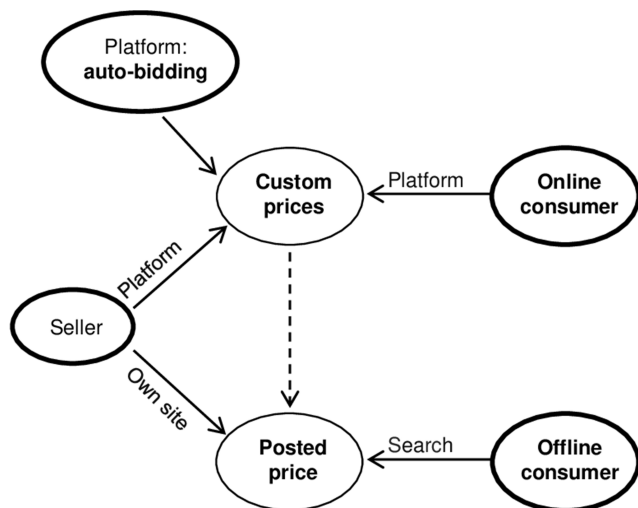 Platform:
auto-bidding
Custom
prices
Platform
Online
consumer
Platform
Seller
Own site
Posted
price
Search
Offline
consumer